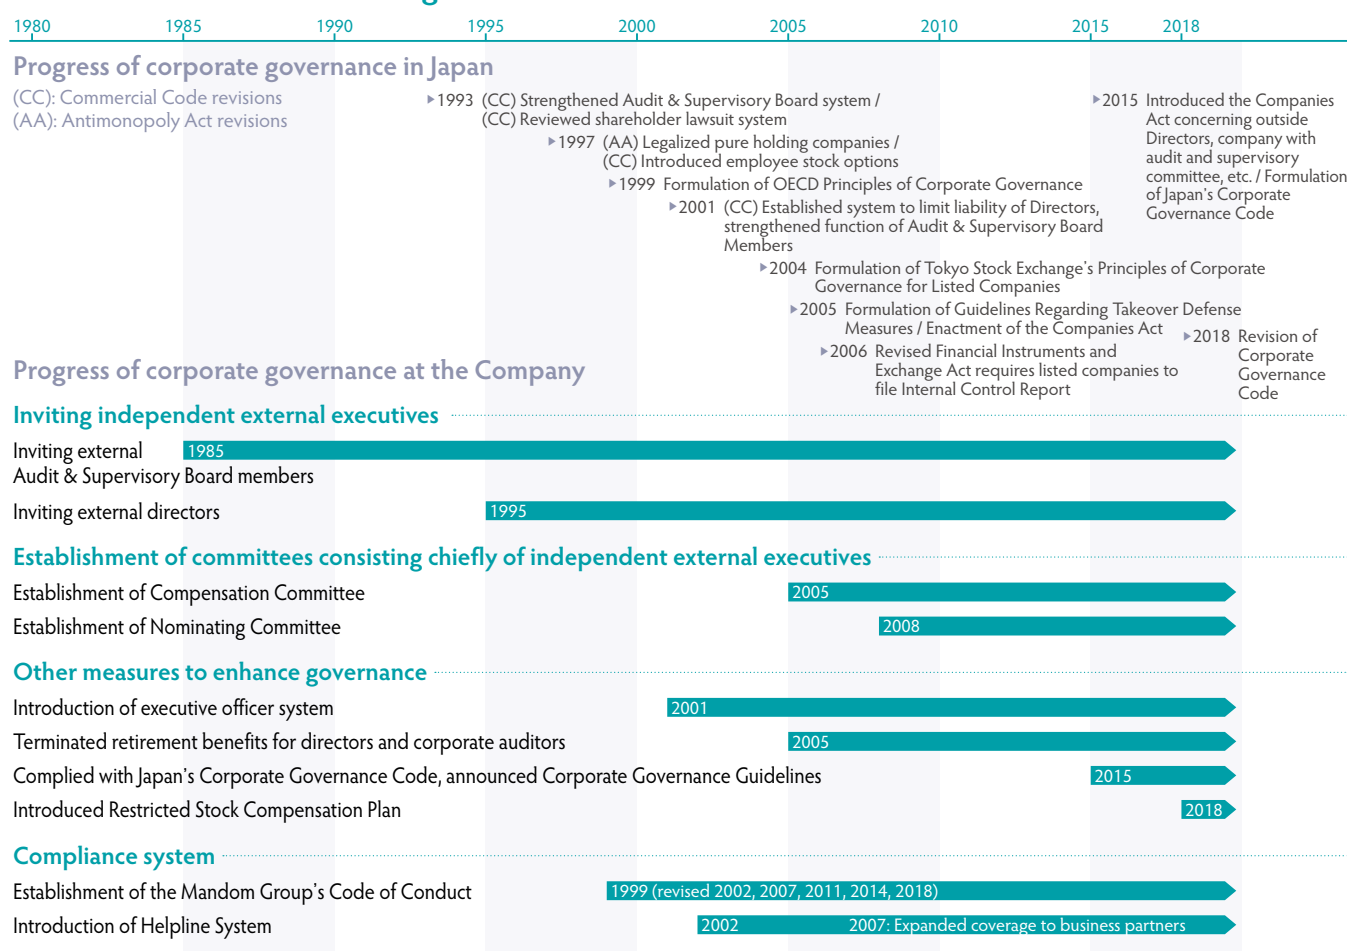 1980 1985 1990 1995 2000 2005 2010 2015 2018
Progress of corporate governance in Japan
(CC): Commercial Code revisions
(AA): Antimonopoly Act revisions
1993 (CC) Strengthened Audit & Supervisory Board system /
(CC) Reviewed shareholder lawsuit system
1997 (AA) Legalized pure holding companies /
(CC) Introduced employee stock options
1999 Formulation of OECD Principles of Corporate Governance
2001 (CC) Established system to limit liability of Directors,
strengthened function of Audit & Supervisory Board
Members
2004 Formulation of Tokyo Stock Exchange's Principles of Corporate
Governance for Listed Companies
2005 Formulation of Guidelines Regarding Takeover Defense
Measures / Enactment of the Companies Act
2006 Revised Financial Instruments and
Exchange Act requires listed companies to
file Internal Control Report
2015 Introduced the Companies
Act concerning outside
Directors, company with
audit and supervisory
committee, etc. / Formulation
of Japan's Corporate
Governance Code
2018 Revision of
Corporate
Governance
Code
Progress of corporate governance at the Company
Inviting independent external executives
Inviting external
Audit & Supervisory Board members
1985
Inviting external directors
1995
Establishment of committees consisting chiefly of independent external executives
Establishment of Compensation Committee
2005
Establishment of Nominating Committee
2008
Other measures to enhance governance
Introduction of executive officer system
2001
Terminated retirement benefits for directors and corporate auditors
2005
Complied with Japan's Corporate Governance Code, announced Corporate Governance Guidelines
2015
Introduced Restricted Stock Compensation Plan
2018
Compliance system
Establishment of the Mandom Group's Code of Conduct
1999 (revised 2002, 2007, 2011, 2014, 2018)
Introduction of Helpline System
2002 2007: Expanded coverage to business partners